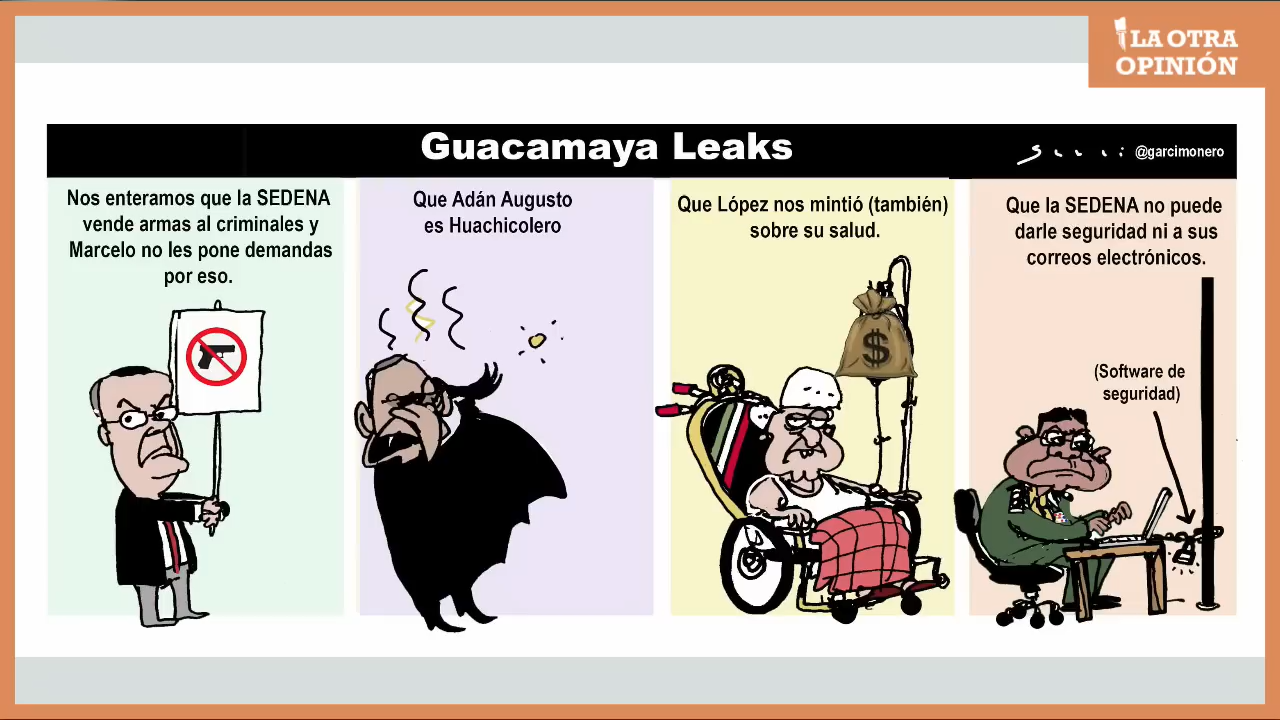 LA OTRA
OPINIÓN
Guacamaya Leaks
@garcimonero
Nos enteramos que la SEDENA
vende armas al criminales y
Marcelo no les pone demandas
por eso.
Que Adán Augusto
es Huachicolero
Que López nos mintió (también)
sobre su salud.
$
Que la SEDENA no puede
darle seguridad ni a sus
correos electrónicos.
(Software de
seguridad)